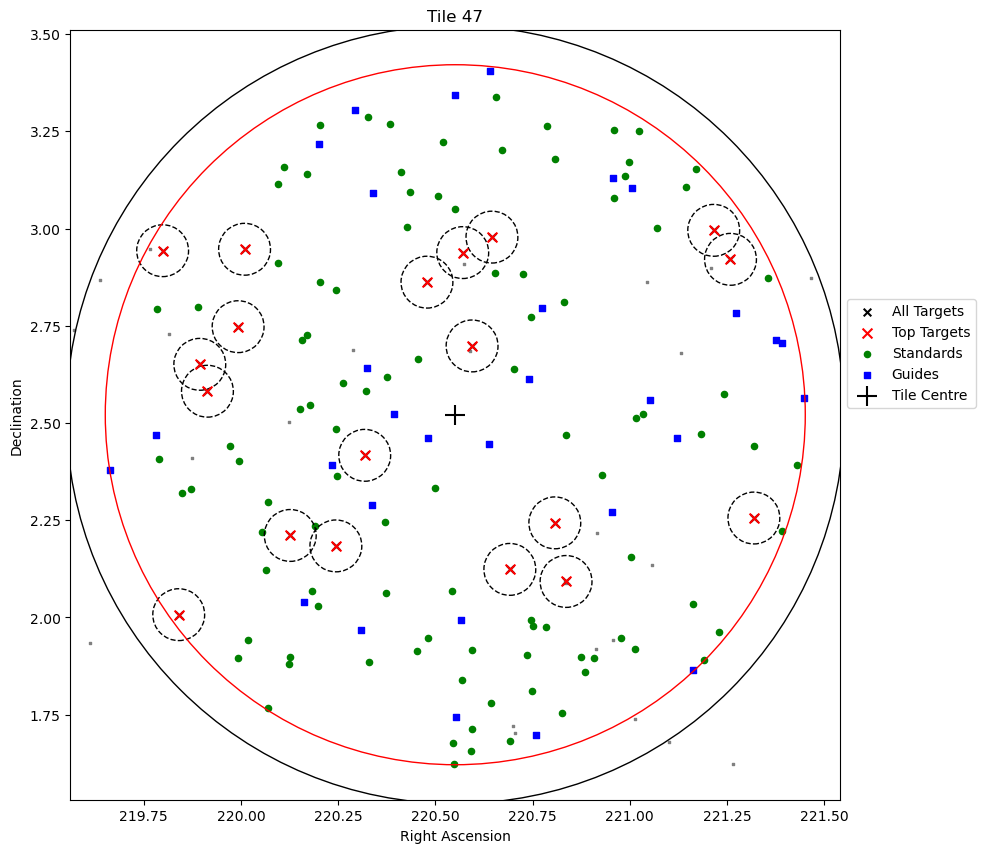 Tile 47
3.50
3.25
3.00
2.75
2.50
2.25
2.00
1.75
Declination
219.75
220.00
220.25
220.50
220.75
221.00
221.25
221.50
Right Ascension
All Targets
Top Targets
Standards
Guides
Tile Centre